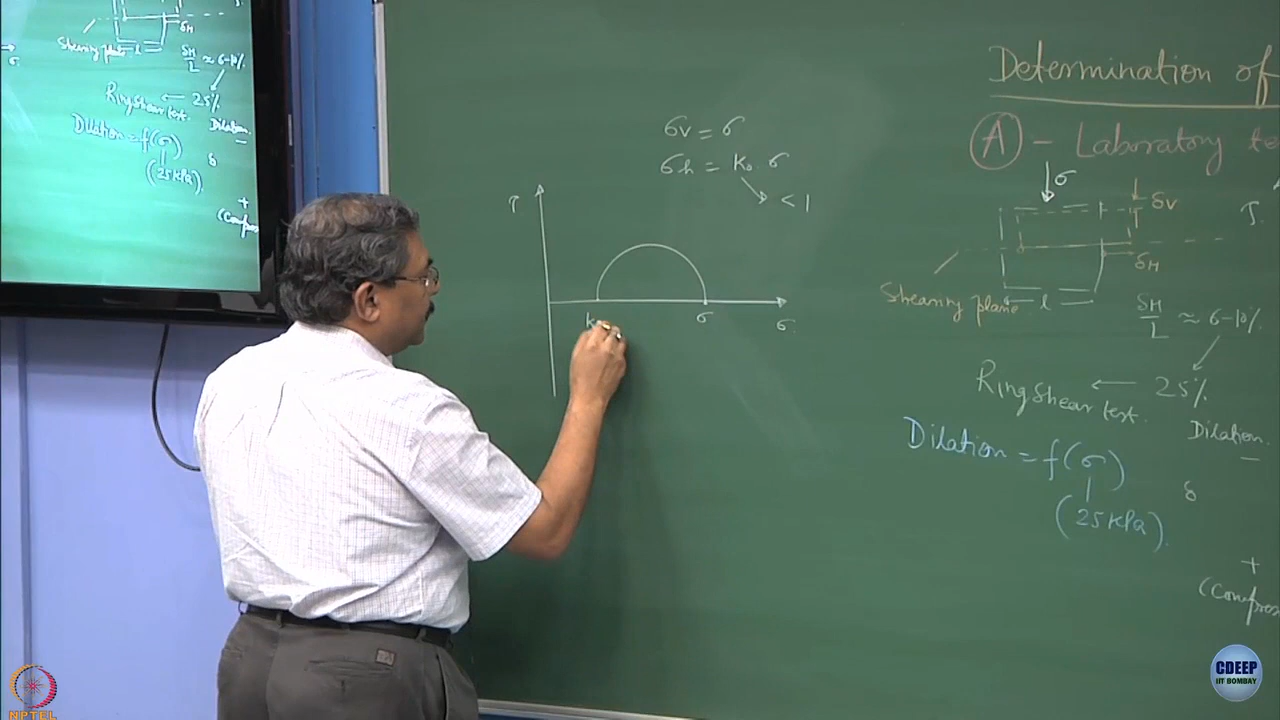 σv = σ
σh = k₀ σ
< 1
τ
σ
σ
Determination of
A - Laboratory te
σ
δv
δH
Shearing plane
l
τ
δH/L ≈ 6-10%
Ring Shear test. ← 25%
Dilation = f(σ)
(25 kPa).
Dilation.
−
δ
+
(Compres
Shearing plane
l
δH
σ
δH/L ≈ 6-10%
Ring Shear test. ← 25%
Dilation = f(σ)
(25 kPa)
Dilation.
−
δ
+
(Compres
NPTEL
CDEEP
IIT BOMBAY